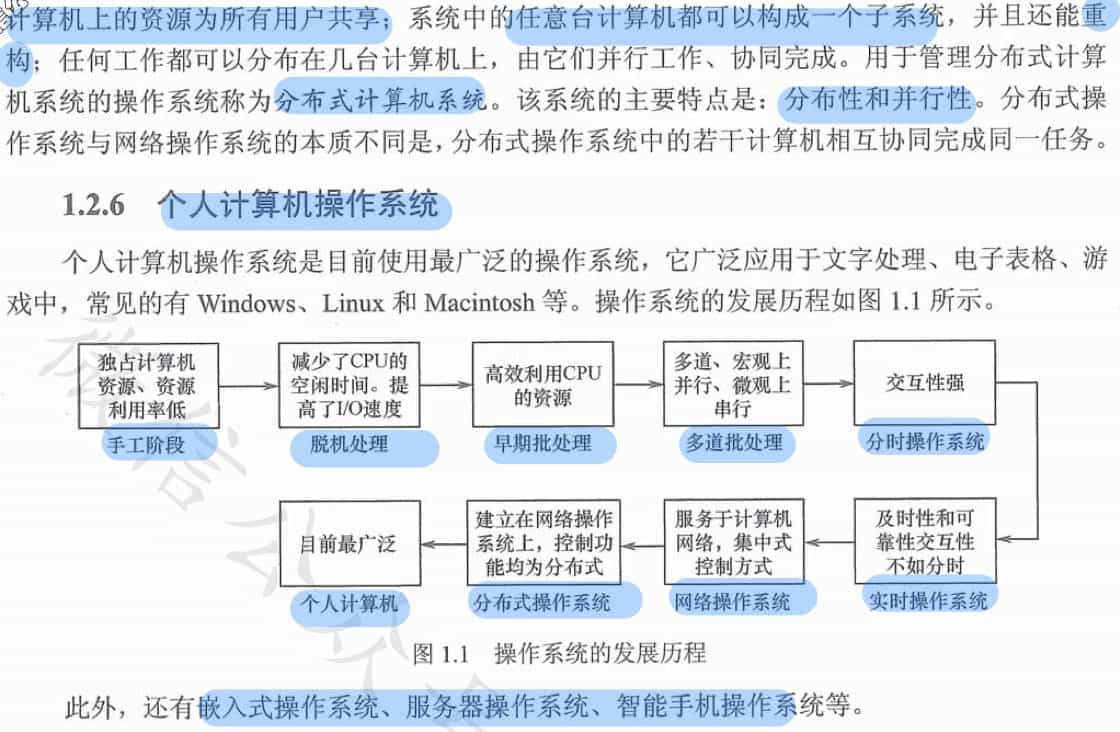 计算机上的资源为所有用户共享；系统中的任意台计算机都可以构成一个子系统，并且还能重
构；任何工作都可以分布在几台计算机上，由它们并行工作、协同完成。用于管理分布式计算
机系统的操作系统称为分布式计算机系统。该系统的主要特点是：分布性和并行性。分布式操
作系统与网络操作系统的本质不同是，分布式操作系统中的若干计算机相互协同完成同一任务。
1.2.6 个人计算机操作系统
个人计算机操作系统是目前使用最广泛的操作系统，它广泛应用于文字处理、电子表格、游
戏中，常见的有 Windows、Linux 和 Macintosh 等。操作系统的发展历程如图 1.1 所示。
独占计算机
资源、资源
利用率低
手工阶段
减少了CPU的
空闲时间。提
高了I/O速度
脱机处理
高效利用CPU
的资源
早期批处理
多道、宏观上
并行、微观上
串行
多道批处理
交互性强
分时操作系统
及时性和可
靠性交互性
不如分时
实时操作系统
服务于计算机
网络，集中式
控制方式
网络操作系统
建立在网络操作
系统上，控制功
能均为分布式
分布式操作系统
目前最广泛
个人计算机
图 1.1 操作系统的发展历程
此外，还有嵌入式操作系统、服务器操作系统、智能手机操作系统等。
微信公众号